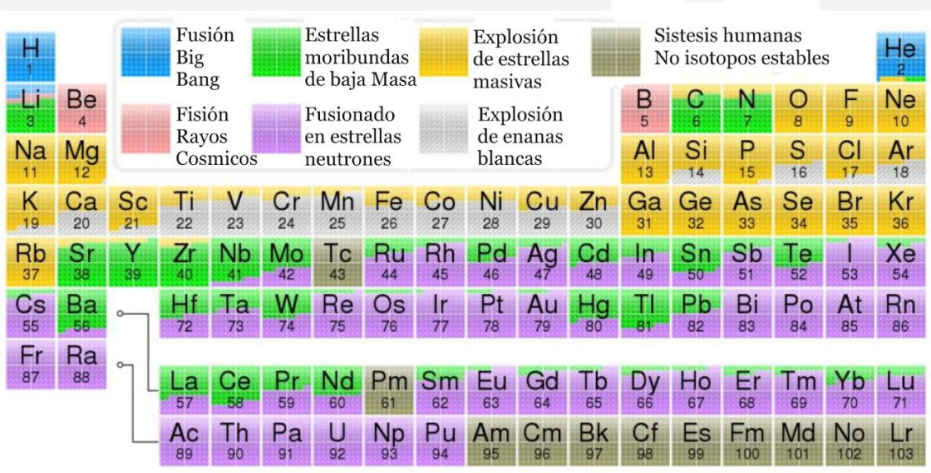 Fusión
Big
Bang
Estrellas
moribundas
de baja Masa
Explosión
de estrellas
masivas
Sistesis humanas
No isotopos estables
Fisión
Rayos
Cosmicos
Fusionado
en estrellas
neutrones
Explosión
de enanas
blancas
H He
1 2
Li Be B C N O F Ne
3 4 5 6 7 8 9 10
Na Mg Al Si P S Cl Ar
11 12 13 14 15 16 17 18
K Ca Sc Ti V Cr Mn Fe Co Ni Cu Zn Ga Ge As Se Br Kr
19 20 21 22 23 24 25 26 27 28 29 30 31 32 33 34 35 36
Rb Sr Y Zr Nb Mo Tc Ru Rh Pd Ag Cd In Sn Sb Te I Xe
37 38 39 40 41 42 43 44 45 46 47 48 49 50 51 52 53 54
Cs Ba Hf Ta W Re Os Ir Pt Au Hg Tl Pb Bi Po At Rn
55 56 72 73 74 75 76 77 78 79 80 81 82 83 84 85 86
Fr Ra
87 88
La Ce Pr Nd Pm Sm Eu Gd Tb Dy Ho Er Tm Yb Lu
57 58 59 60 61 62 63 64 65 66 67 68 69 70 71
Ac Th Pa U Np Pu Am Cm Bk Cf Es Fm Md No Lr
89 90 91 92 93 94 95 96 97 98 99 100 101 102 103